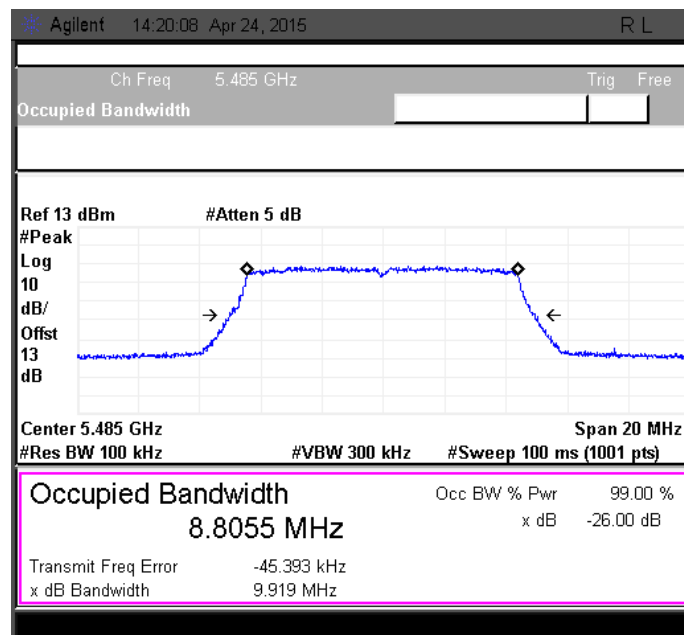 Agilent 14:20:08 Apr 24, 2015 R L
Ch Freq 5.485 GHz Trig Free
Occupied Bandwidth
Ref 13 dBm #Atten 5 dB
#Peak
Log
10
dB/
Offst
13
dB
Center 5.485 GHz Span 20 MHz
#Res BW 100 kHz #VBW 300 kHz #Sweep 100 ms (1001 pts)
Occupied Bandwidth Occ BW % Pwr 99.00 %
8.8055 MHz x dB -26.00 dB
Transmit Freq Error -45.393 kHz
x dB Bandwidth 9.919 MHz